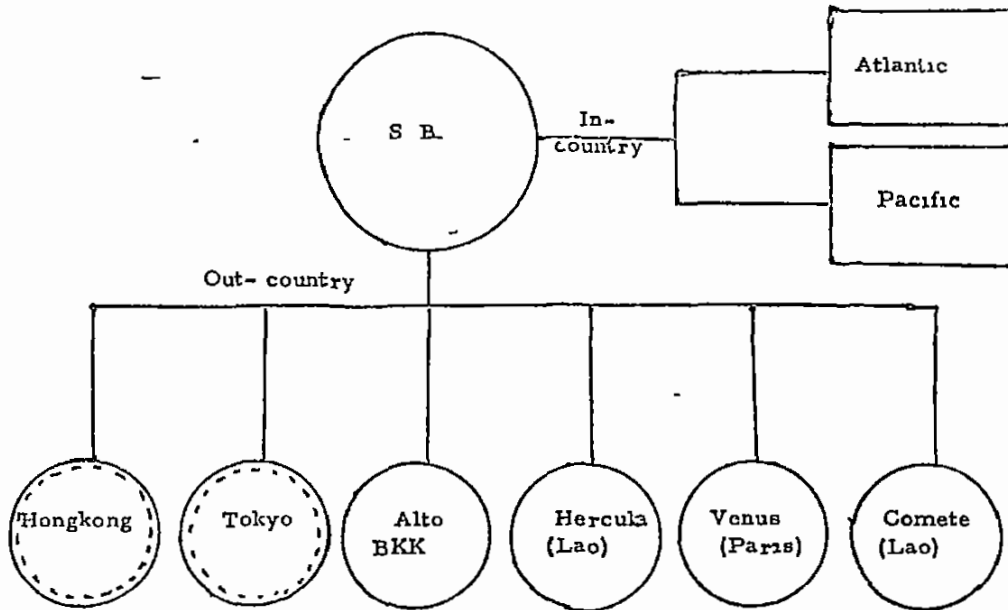 Atlantic
S B
In-
country
Pacific
Out- country
Hongkong
Tokyo
Alto
BKK
Hercula
(Lao)
Venus
(Paris)
Comete
(Lao)